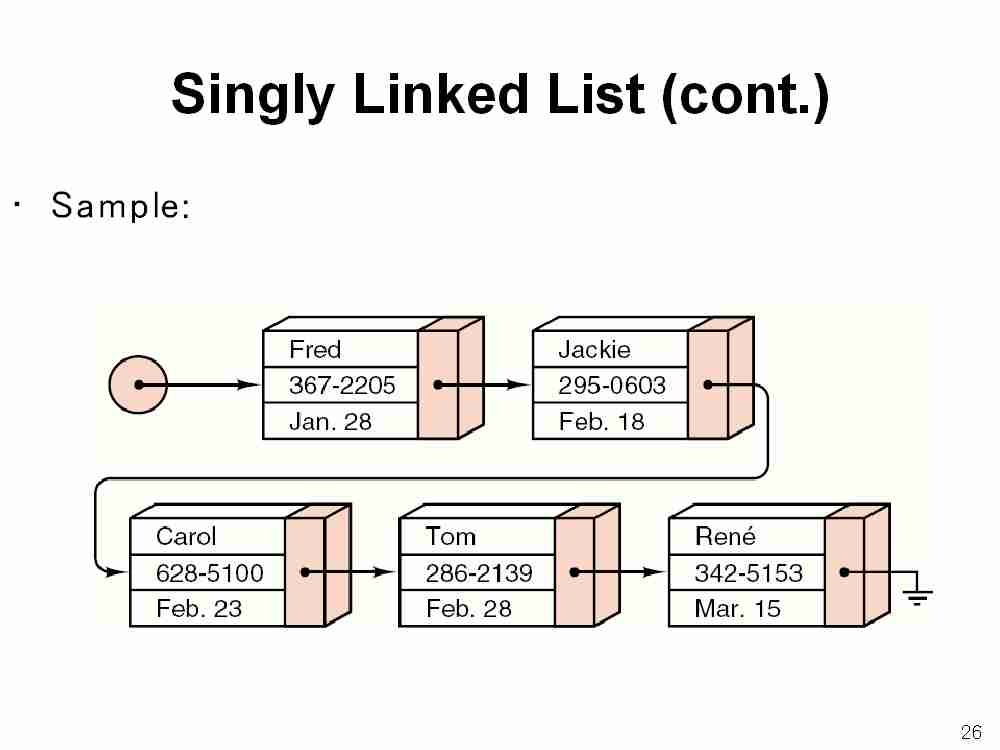 Singly Linked List (cont.)
• Sample:
Fred
367-2205
Jan. 28
Jackie
295-0603
Feb. 18
Carol
628-5100
Feb. 23
Tom
286-2139
Feb. 28
René
342-5153
Mar. 15
26